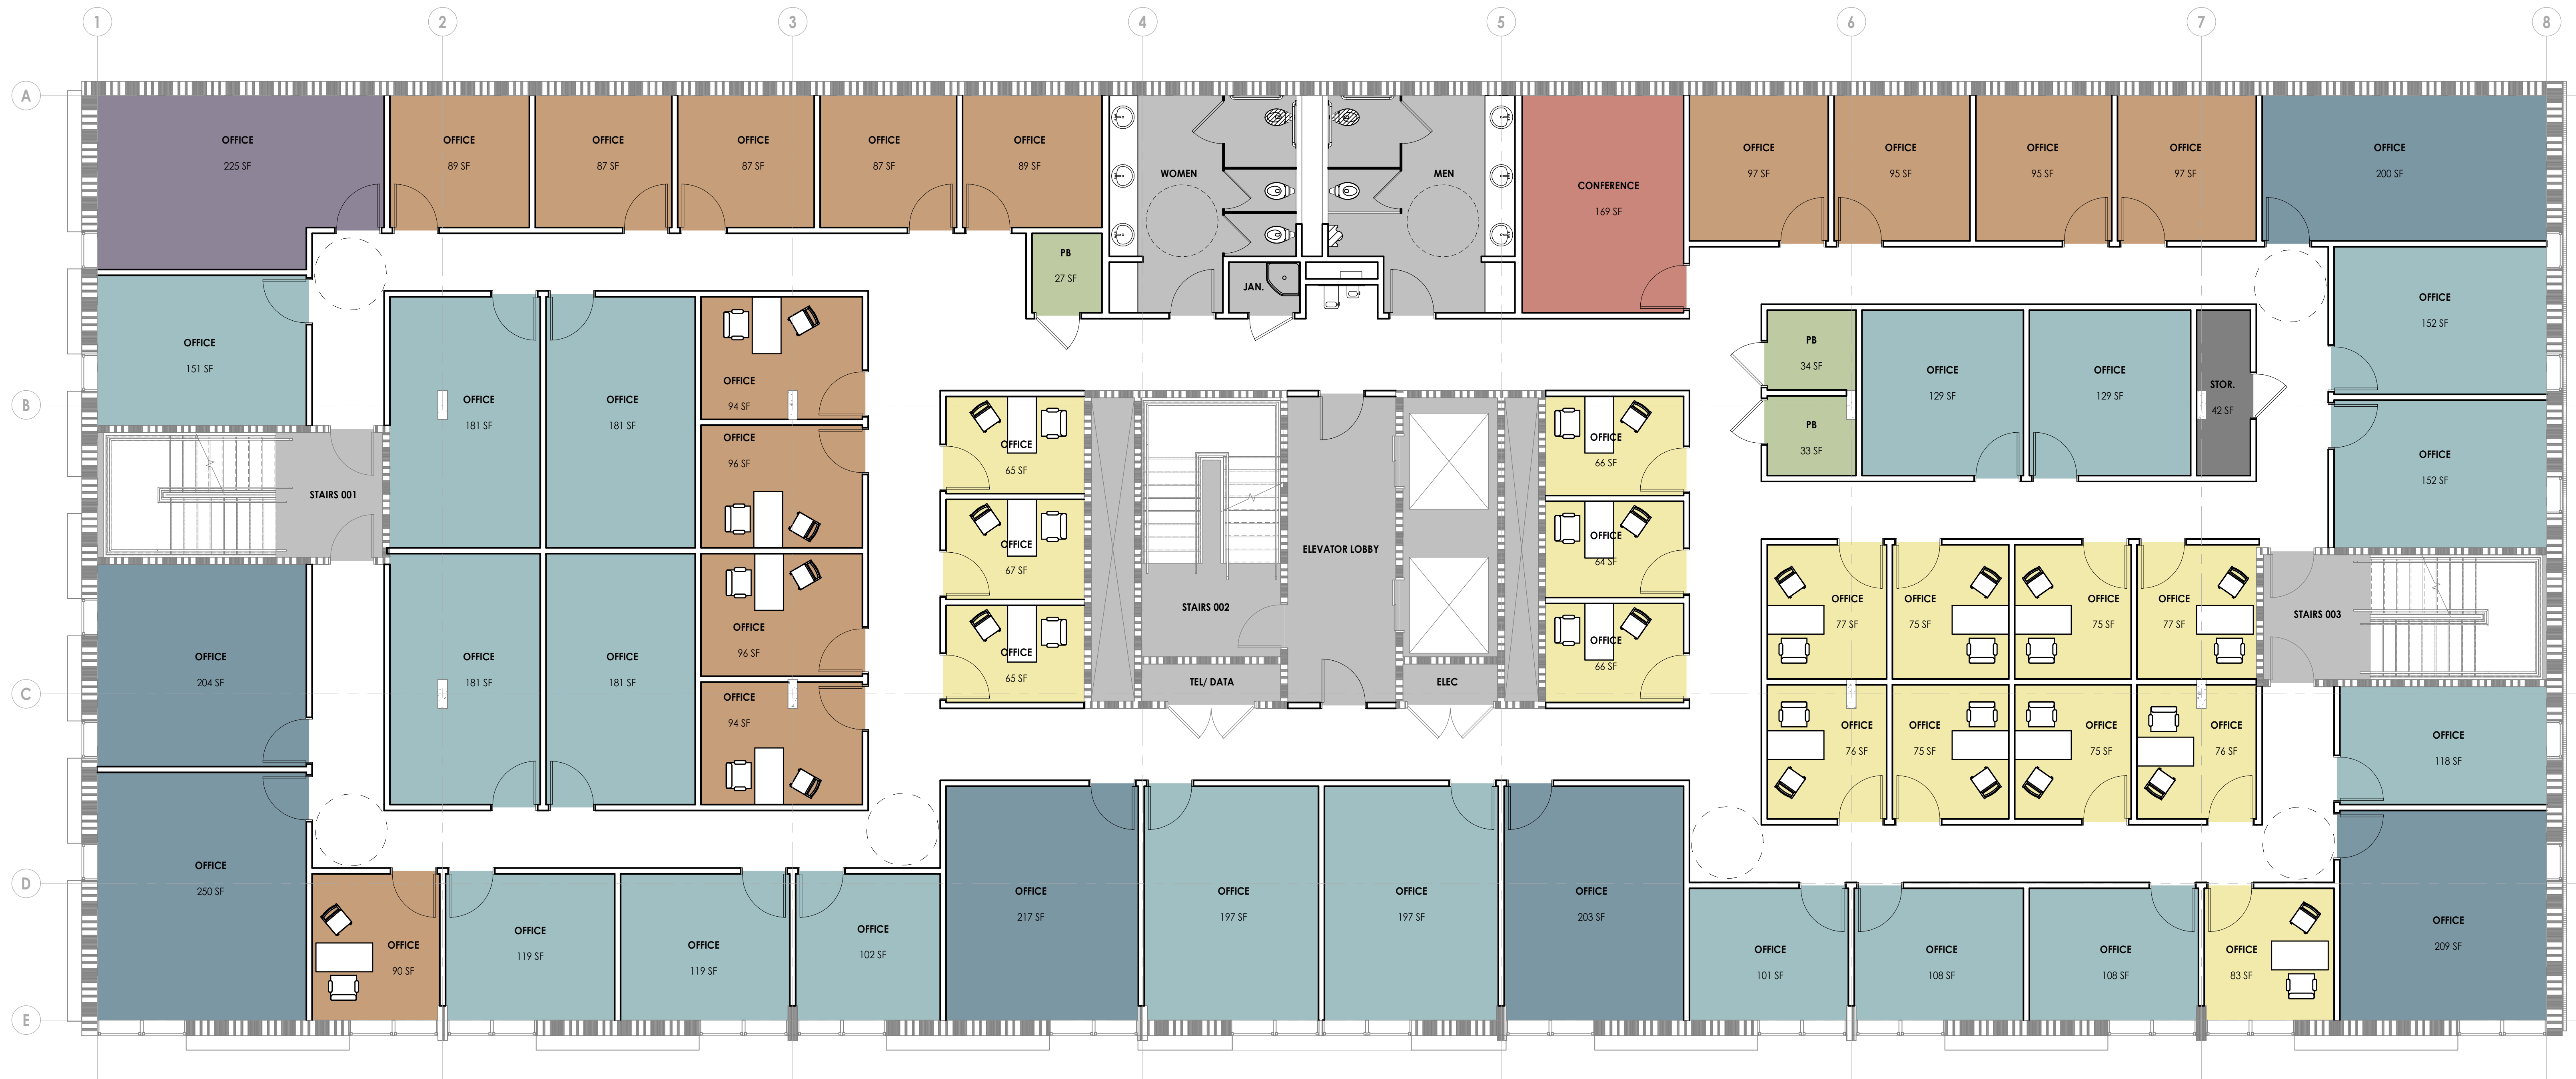 1
2
3
4
5
6
7
8
A
OFFICE
225 SF
OFFICE
89 SF
OFFICE
87 SF
OFFICE
87 SF
OFFICE
87 SF
OFFICE
89 SF
WOMEN
MEN
CONFERENCE
169 SF
OFFICE
97 SF
OFFICE
95 SF
OFFICE
95 SF
OFFICE
97 SF
OFFICE
200 SF
PB
27 SF
JAN.
OFFICE
151 SF
OFFICE
152 SF
B
OFFICE
181 SF
OFFICE
181 SF
OFFICE
94 SF
OFFICE
96 SF
PB
34 SF
PB
33 SF
OFFICE
129 SF
OFFICE
129 SF
STOR.
42 SF
OFFICE
152 SF
STAIRS 001
OFFICE
65 SF
OFFICE
67 SF
OFFICE
65 SF
STAIRS 002
ELEVATOR LOBBY
OFFICE
66 SF
OFFICE
64 SF
OFFICE
66 SF
OFFICE
77 SF
OFFICE
75 SF
OFFICE
75 SF
OFFICE
77 SF
STAIRS 003
C
OFFICE
204 SF
OFFICE
181 SF
OFFICE
181 SF
OFFICE
96 SF
OFFICE
94 SF
TEL/ DATA
ELEC
OFFICE
76 SF
OFFICE
75 SF
OFFICE
75 SF
OFFICE
76 SF
OFFICE
118 SF
D
OFFICE
250 SF
OFFICE
90 SF
OFFICE
119 SF
OFFICE
119 SF
OFFICE
102 SF
OFFICE
217 SF
OFFICE
197 SF
OFFICE
197 SF
OFFICE
203 SF
OFFICE
101 SF
OFFICE
108 SF
OFFICE
108 SF
OFFICE
83 SF
OFFICE
209 SF
E